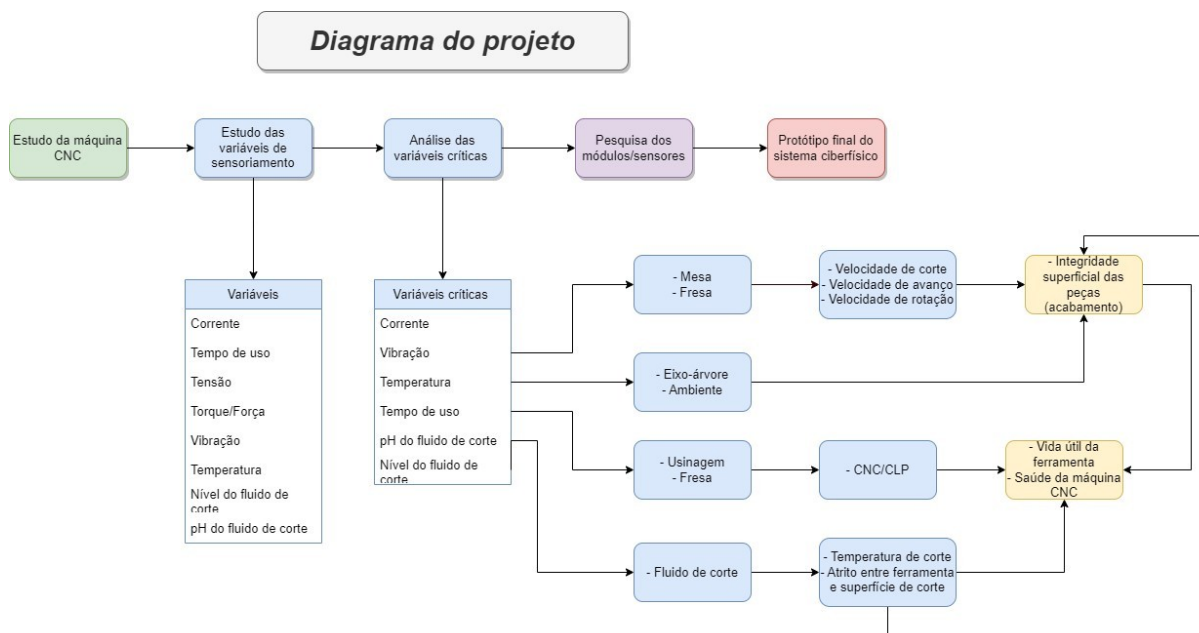 Diagrama do projeto
Estudo da máquina
CNC
Estudo das
variáveis de
sensoriamento
Análise das
variáveis críticas
Pesquisa dos
módulos/sensores
Protótipo final do
sistema ciberfísico
Variáveis
Corrente
Tempo de uso
Tensão
Torque/Força
Vibração
Temperatura
Nível do fluido de
corte
pH do fluido de corte
Variáveis críticas
Corrente
Vibração
Temperatura
Tempo de uso
pH do fluido de corte
Nível do fluido de
corte
- Mesa
- Fresa
- Velocidade de corte
- Velocidade de avanço
- Velocidade de rotação
- Integridade
superficial das
peças
(acabamento)
- Eixo-árvore
- Ambiente
- Usinagem
- Fresa
- CNC/CLP
- Vida útil da
ferramenta
- Saúde da máquina
CNC
- Fluido de corte
- Temperatura de corte
- Atrito entre ferramenta
e superfície de corte